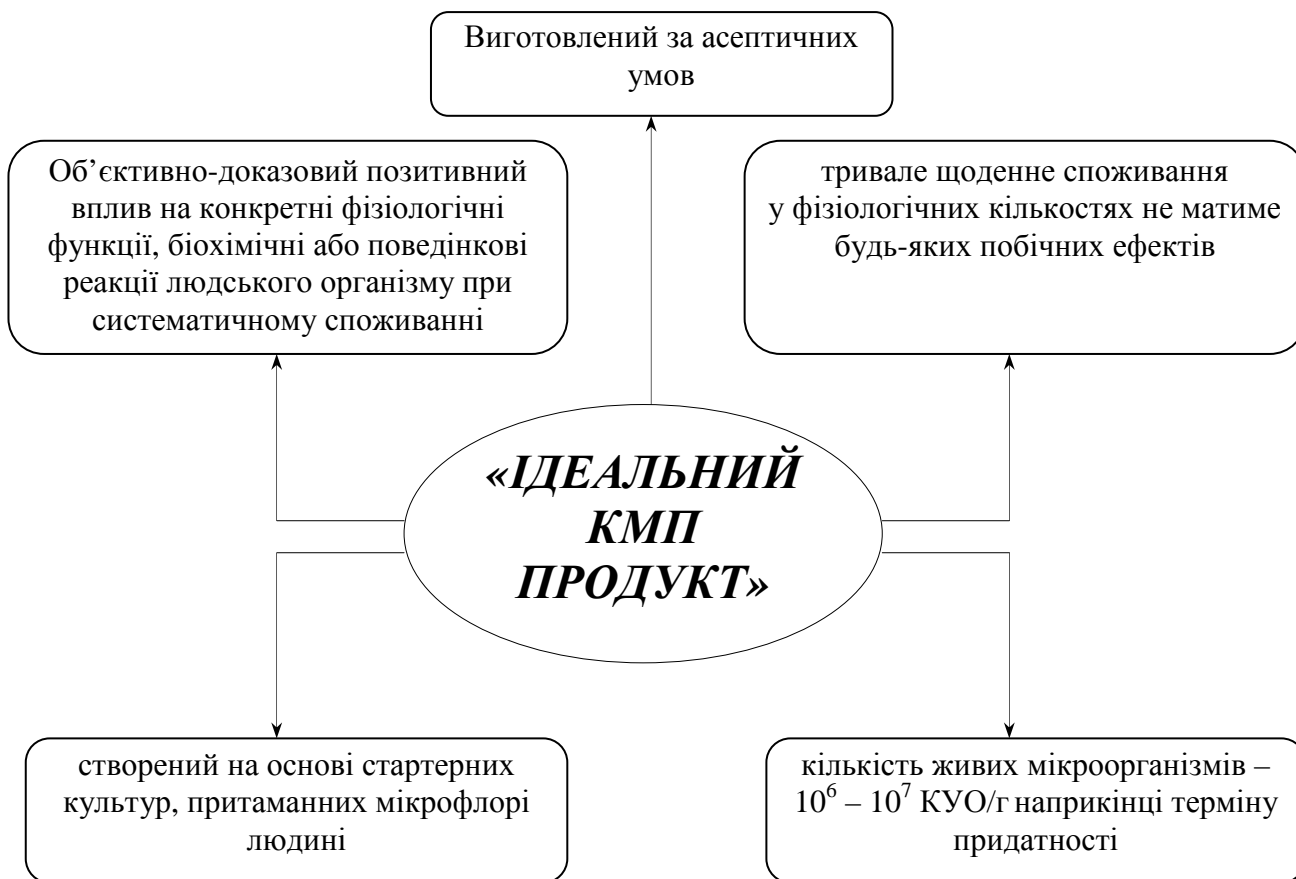 Виготовлений за асептичних
умов
Об’єктивно-доказовий позитивний
вплив на конкретні фізіологічні
функції, біохімічні або поведінкові
реакції людського організму при
систематичному споживанні
тривале щоденне споживання
у фізіологічних кількостях не матиме
будь-яких побічних ефектів
«ІДЕАЛЬНИЙ
КМП
ПРОДУКТ»
створений на основі стартерних
культур, притаманних мікрофлорі
людині
кількість живих мікроорганізмів –
10⁶ – 10⁷ КУО/г наприкінці терміну
придатності